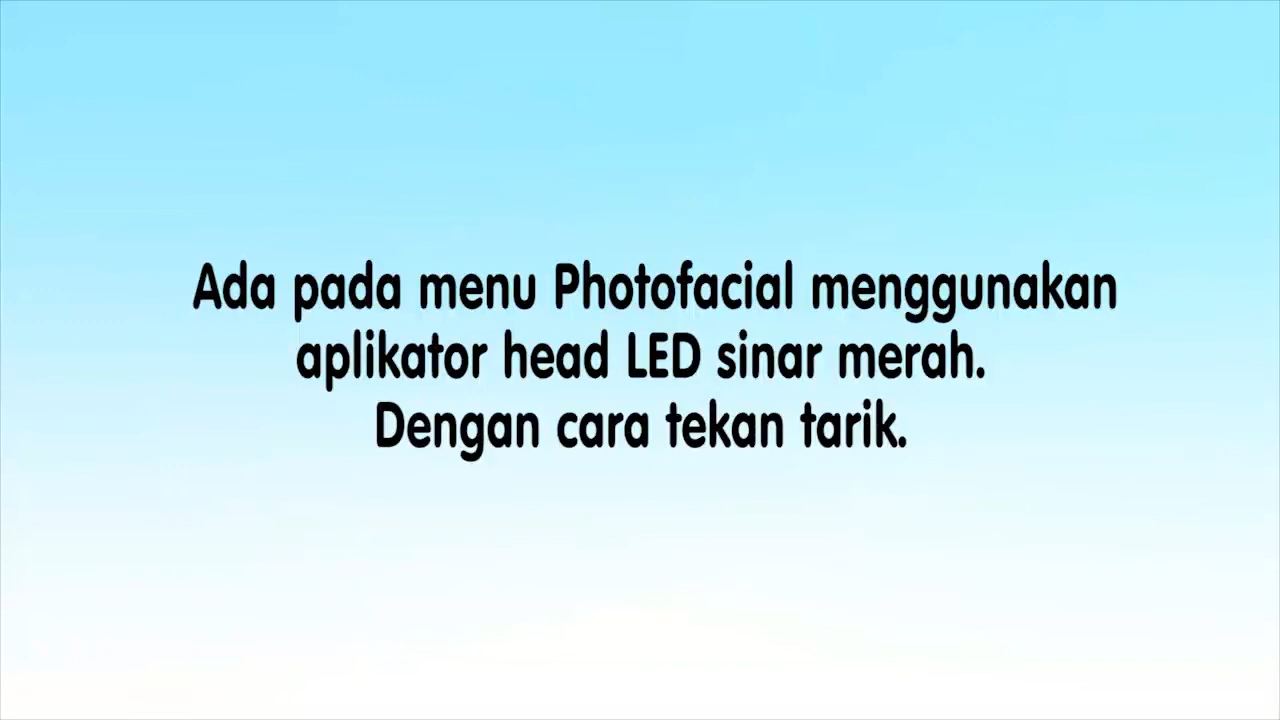 Ada pada menu Photofacial menggunakan
aplikator head LED sinar merah.
Dengan cara tekan tarik.